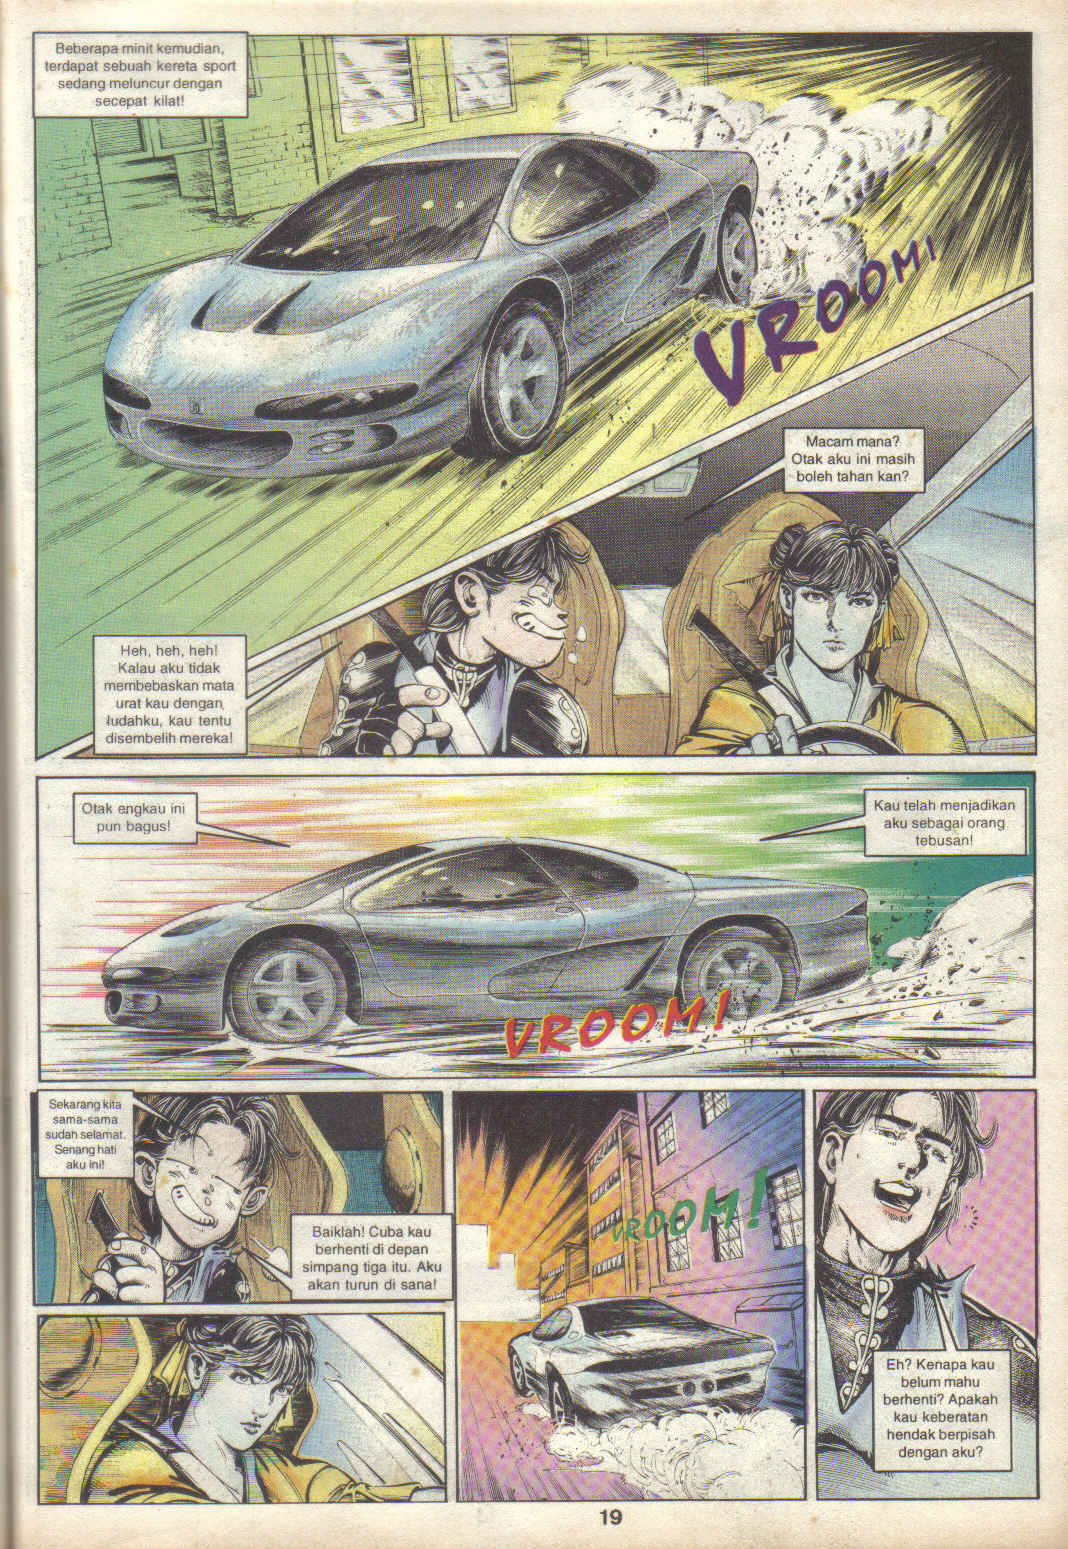 Beberapa minit kemudian,
terdapat sebuah kereta sport
sedang meluncur dengan
secepat kilat!
VROOM!
Macam mana?
Otak aku ini masih
boleh tahan kan?
Heh, heh, heh!
Kalau aku tidak
membebaskan mata
urat kau dengan
ludahku, kau tentu
disembelih mereka!
Otak engkau ini
pun bagus!
Kau telah menjadikan
aku sebagai orang
tebusan!
VROOM!
Sekarang kita
sama-sama
sudah selamat.
Senang hati
aku ini!
Baiklah! Cuba kau
berhenti di depan
simpang tiga itu. Aku
akan turun di sana!
VROOM!
Eh? Kenapa kau
belum mahu
berhenti? Apakah
kau keberatan
hendak berpisah
dengan aku?
19